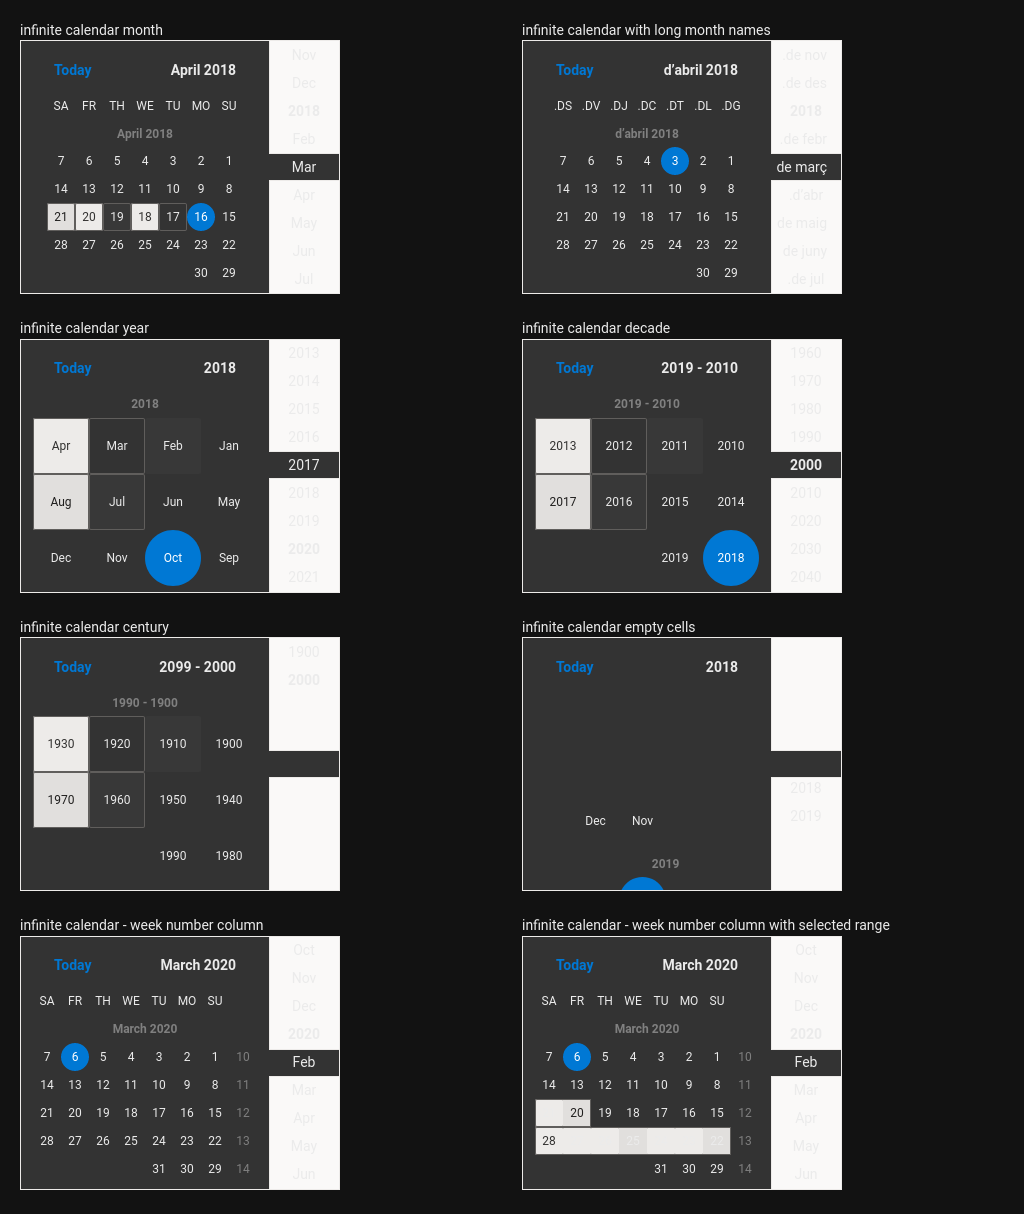 infinite calendar month
Today April 2018
SA FR TH WE TU MO SU
April 2018
7 6 5 4 3 2 1
14 13 12 11 10 9 8
21 20 19 18 17 16 15
28 27 26 25 24 23 22
30 29
Nov
Dec
2018
Feb
Mar
Apr
May
Jun
Jul
infinite calendar with long month names
Today d’abril 2018
.DS .DV .DJ .DC .DT .DL .DG
d’abril 2018
7 6 5 4 3 2 1
14 13 12 11 10 9 8
21 20 19 18 17 16 15
28 27 26 25 24 23 22
30 29
de nov
.de des
2018
.de febr
de març
.d’abr
de maig
de juny
de jul
infinite calendar year
Today 2018
2018
Apr Mar Feb Jan
Aug Jul Jun May
Dec Nov Oct Sep
2013
2014
2015
2016
2017
2018
2019
2020
2021
infinite calendar decade
Today 2019 - 2010
2019 - 2010
2013 2012 2011 2010
2017 2016 2015 2014
2019 2018
1960
1970
1980
1990
2000
2010
2020
2030
2040
infinite calendar century
Today 2099 - 2000
1990 - 1900
1930 1920 1910 1900
1970 1960 1950 1940
1990 1980
1900
2000
infinite calendar empty cells
Today 2018
Dec Nov
2019
2018
2019
infinite calendar - week number column
Today March 2020
SA FR TH WE TU MO SU
March 2020
7 6 5 4 3 2 1 10
14 13 12 11 10 9 8 11
21 20 19 18 17 16 15 12
28 27 26 25 24 23 22 13
31 30 29 14
Oct
Nov
Dec
2020
Feb
Mar
Apr
May
Jun
infinite calendar - week number column with selected range
Today March 2020
SA FR TH WE TU MO SU
March 2020
7 6 5 4 3 2 1 10
14 13 12 11 10 9 8 11
20 19 18 17 16 15 12
28 25 22 13
31 30 29 14
Oct
Nov
Dec
2020
Feb
Mar
Apr
May
Jun